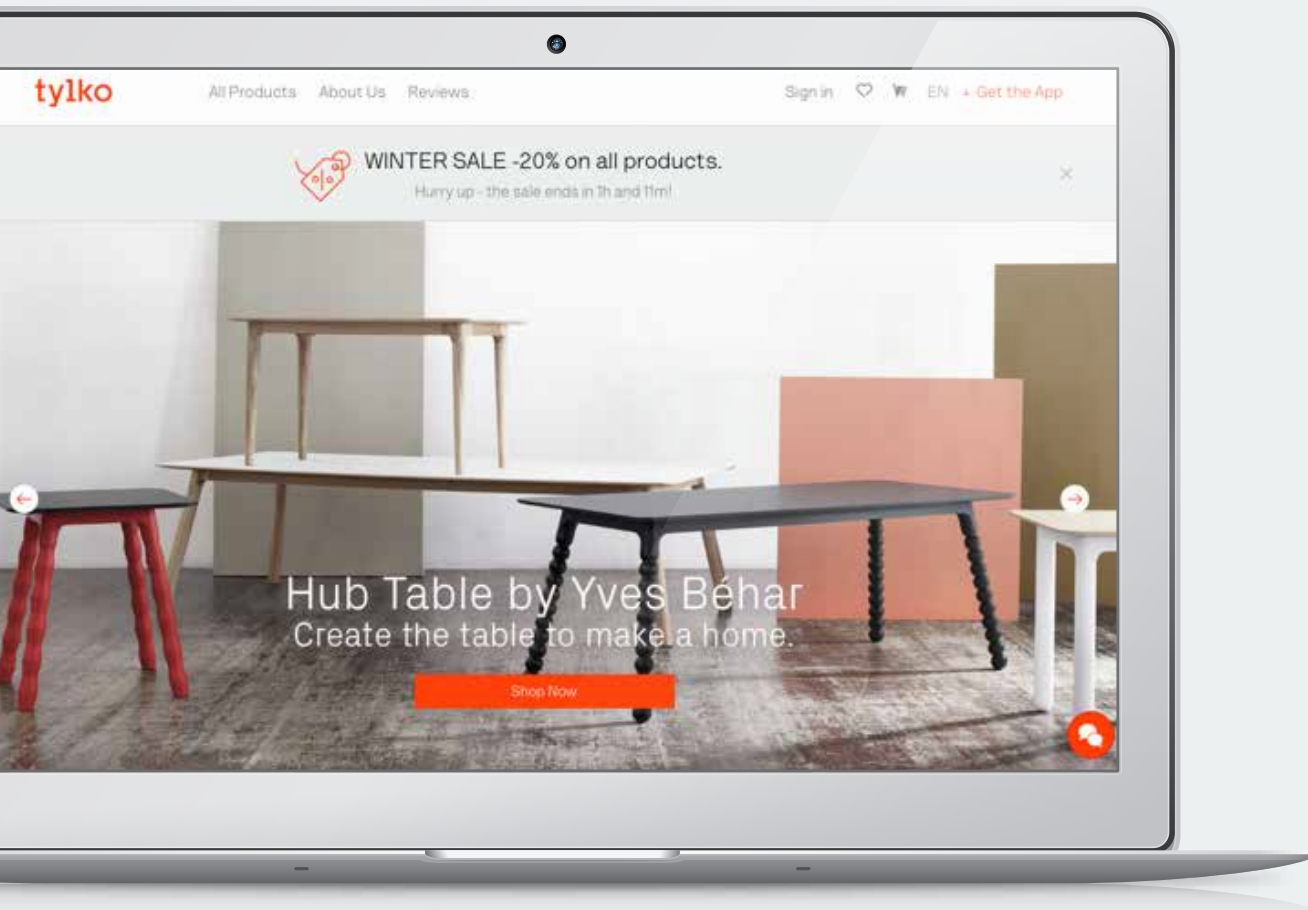 tylko
All Products About Us Reviews
Sign in EN + Get the App
WINTER SALE -20% on all products.
Hurry up - the sale ends in 1h and 11m!
Hub Table by Yves Béhar
Create the table to make a home.
Shop Now